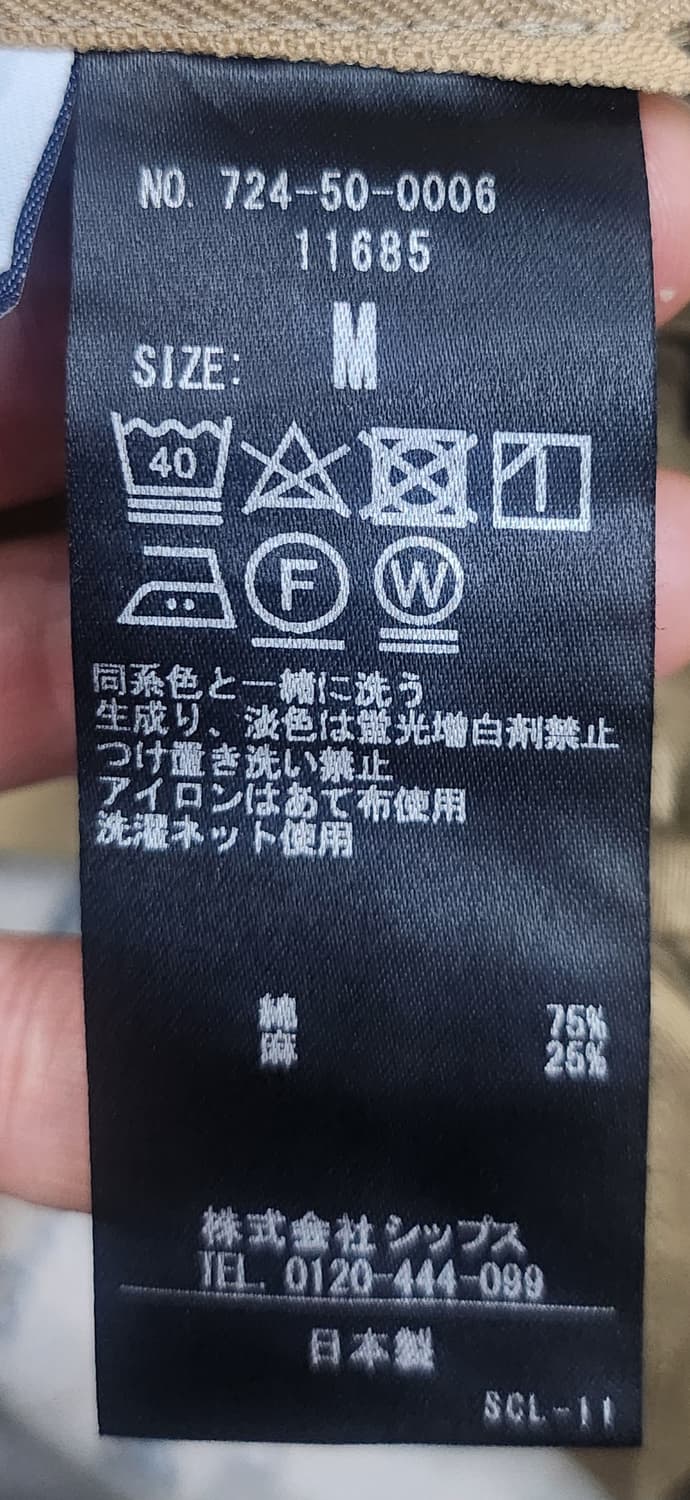 NO. 724-50-0006
11685
SIZE: M
40
F W
同系色と一緒に洗う
生成り、淡色は蛍光増白剤禁止
つけ置き洗い禁止
アイロンはあて布使用
洗濯ネット使用
綿 75%
麻 25%
株式会社シップス
TEL. 0120-444-099
日本製
SCL-11